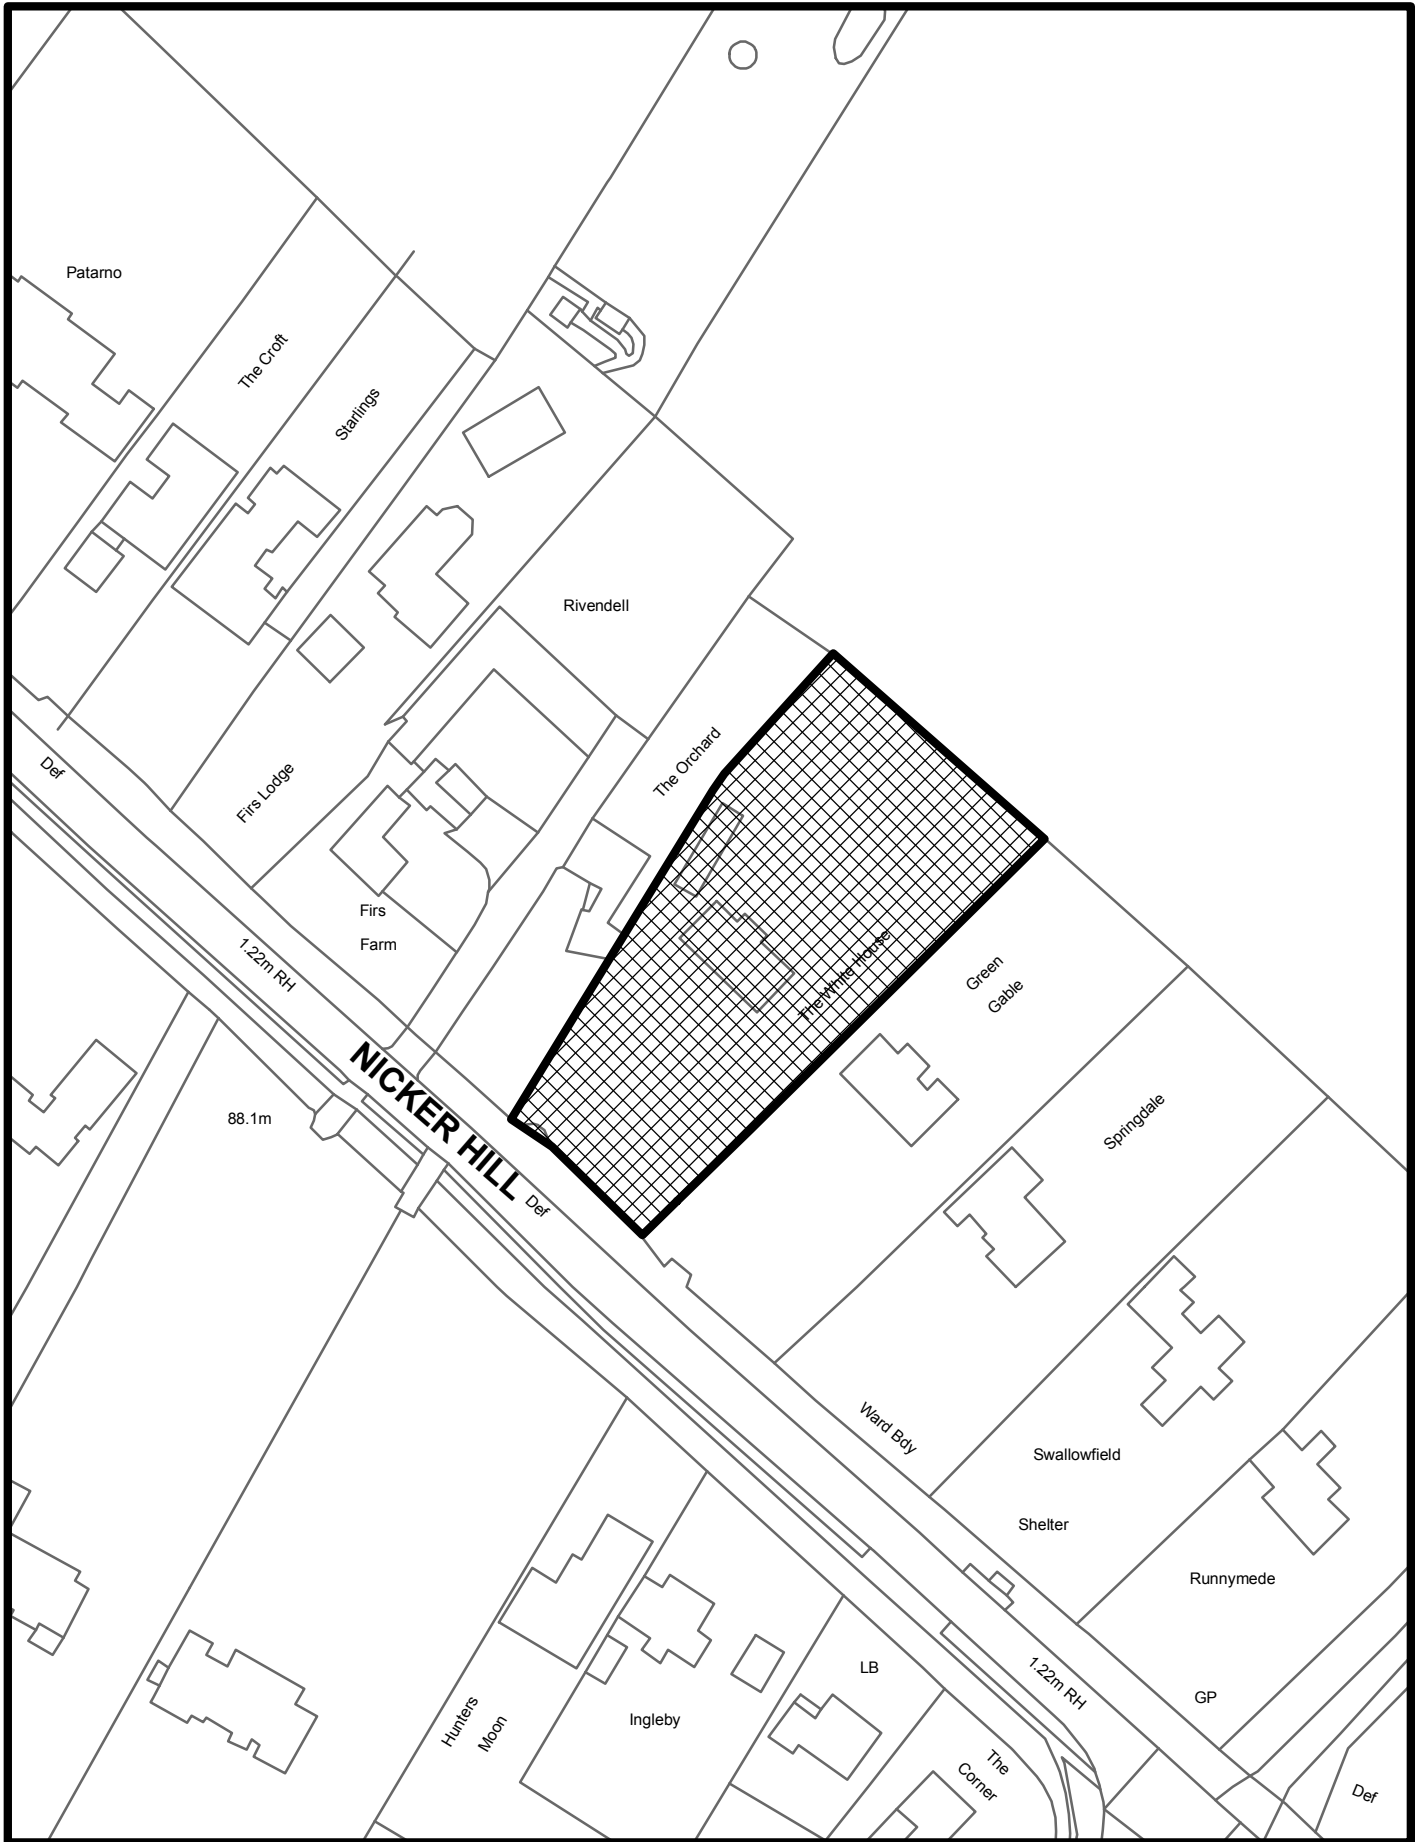 Patarno
The Croft
Starlings
Rivendell
The Orchard
Def
Firs Lodge
Firs
Farm
1.22m RH
The White House
Green
Gable
NICKER HILL
88.1m
Springdale
Def
Ward Bdy
Swallowfield
Shelter
Runnymede
LB
1.22m RH
GP
Hunters
Moon
Ingleby
The
Corner
Def